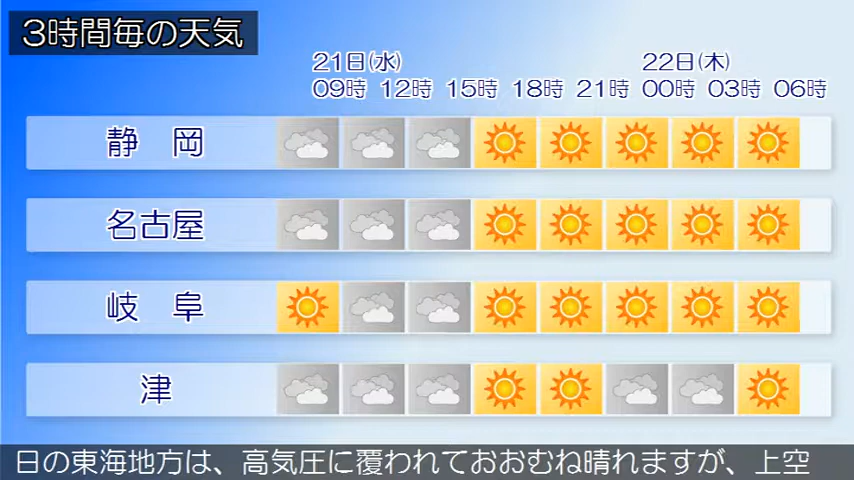 3時間毎の天気
21日(水) 22日(木)
09時 12時 15時 18時 21時 00時 03時 06時
静 岡
名古屋
岐 阜
津
日の東海地方は、高気圧に覆われておおむね晴れますが、上空